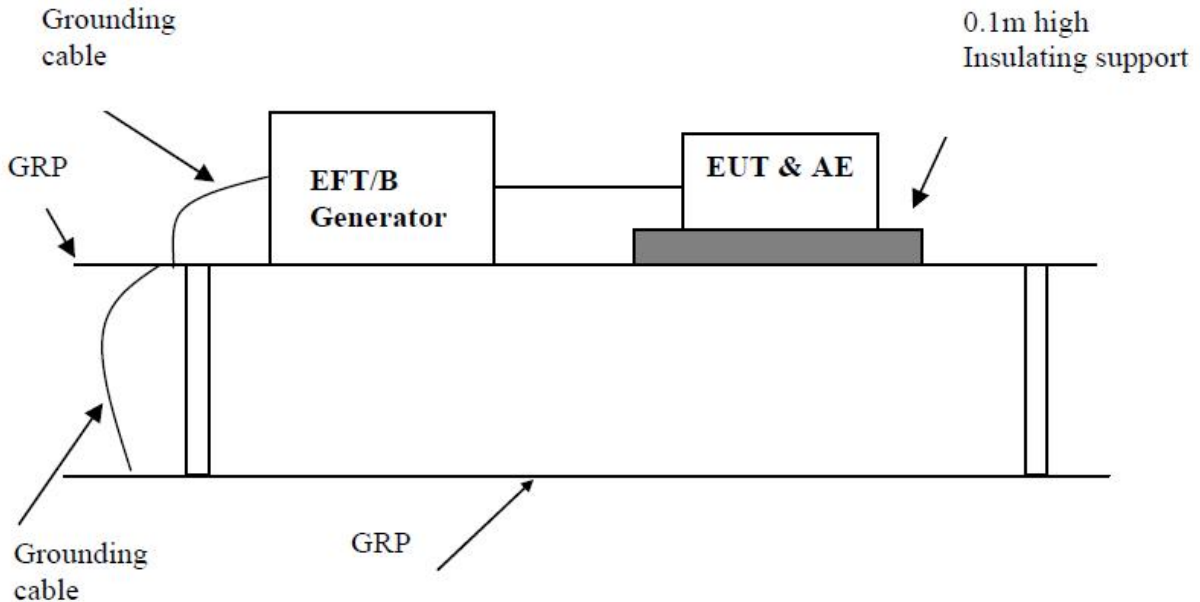 Grounding
cable
0.1m high
Insulating support
GRP
EFT/B
Generator
EUT & AE
Grounding
cable
GRP